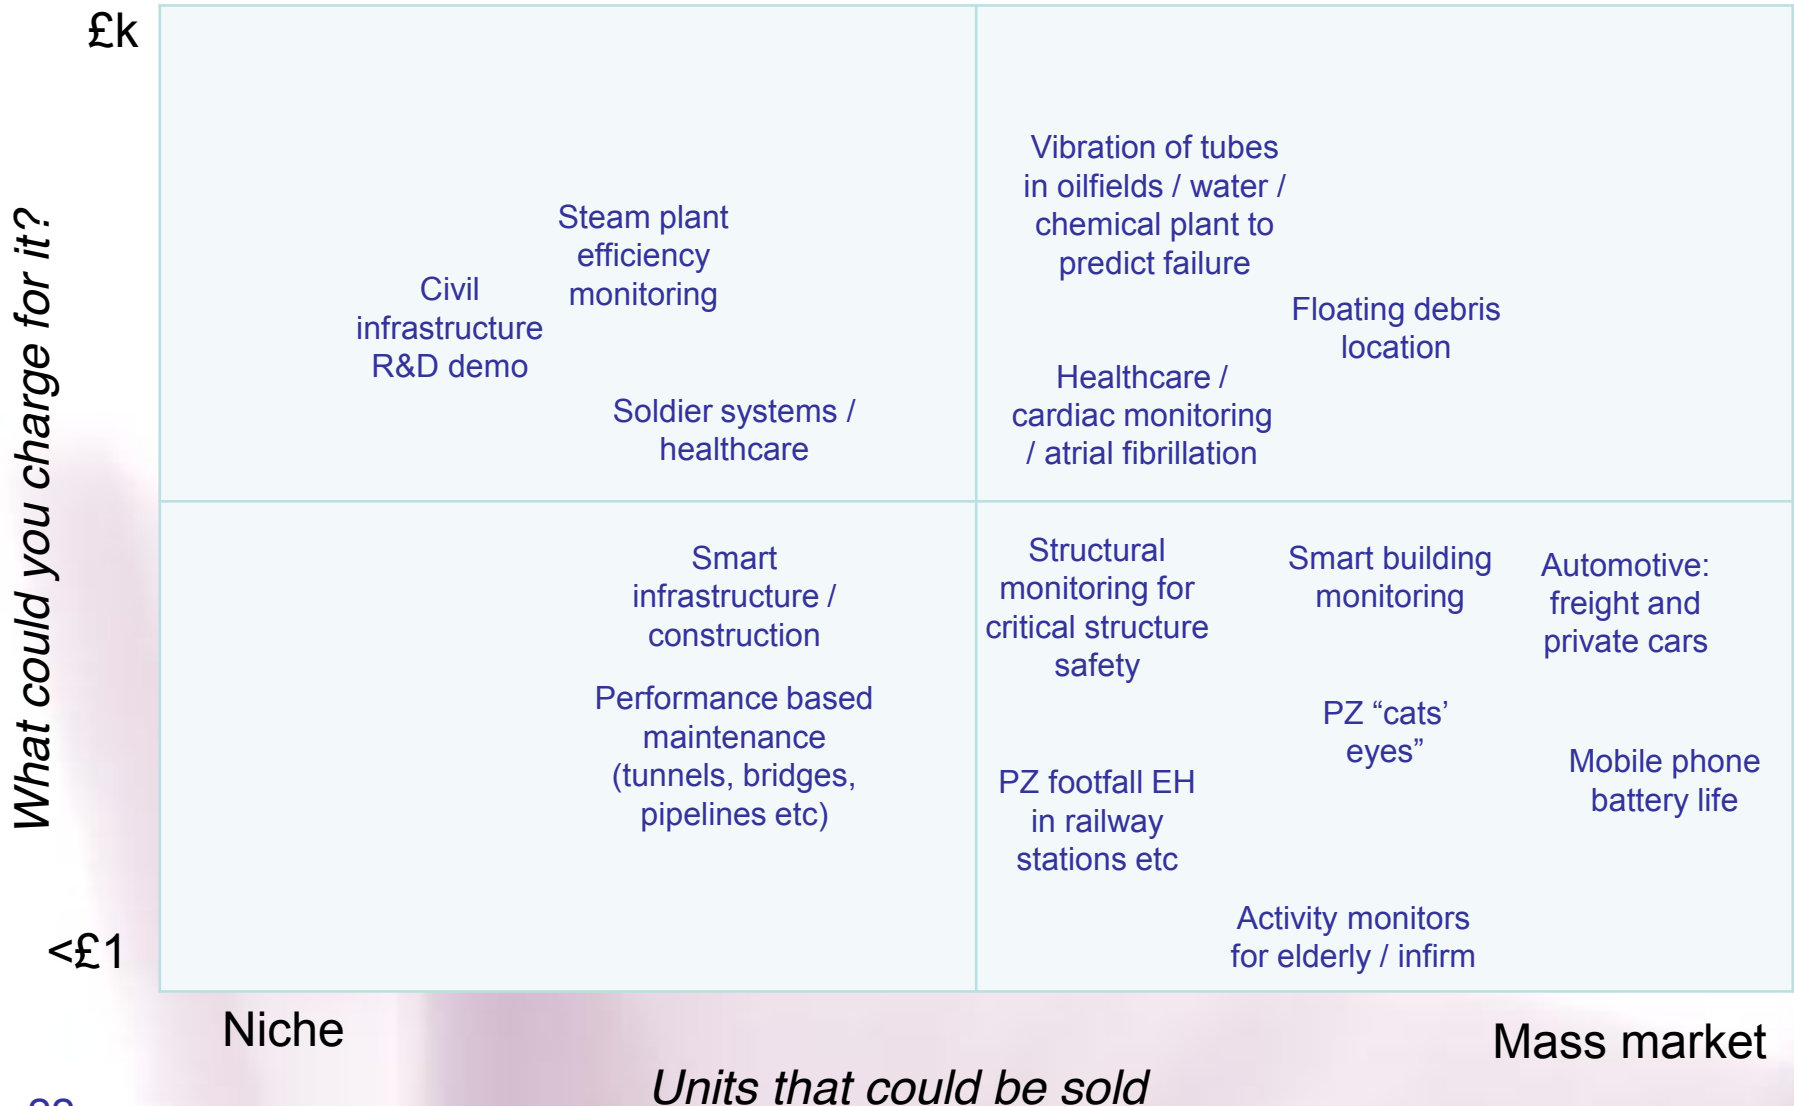 £k
What could you charge for it?
<£1
Civil
infrastructure
R&D demo
Steam plant
efficiency
monitoring
Soldier systems /
healthcare
Vibration of tubes
in oilfields / water /
chemical plant to
predict failure
Floating debris
location
Healthcare /
cardiac monitoring
/ atrial fibrillation
Smart
infrastructure /
construction
Performance based
maintenance
(tunnels, bridges,
pipelines etc)
Structural
monitoring for
critical structure
safety
Smart building
monitoring
Automotive:
freight and
private cars
PZ “cats’
eyes”
Mobile phone
battery life
PZ footfall EH
in railway
stations etc
Activity monitors
for elderly / infirm
Niche
Mass market
Units that could be sold